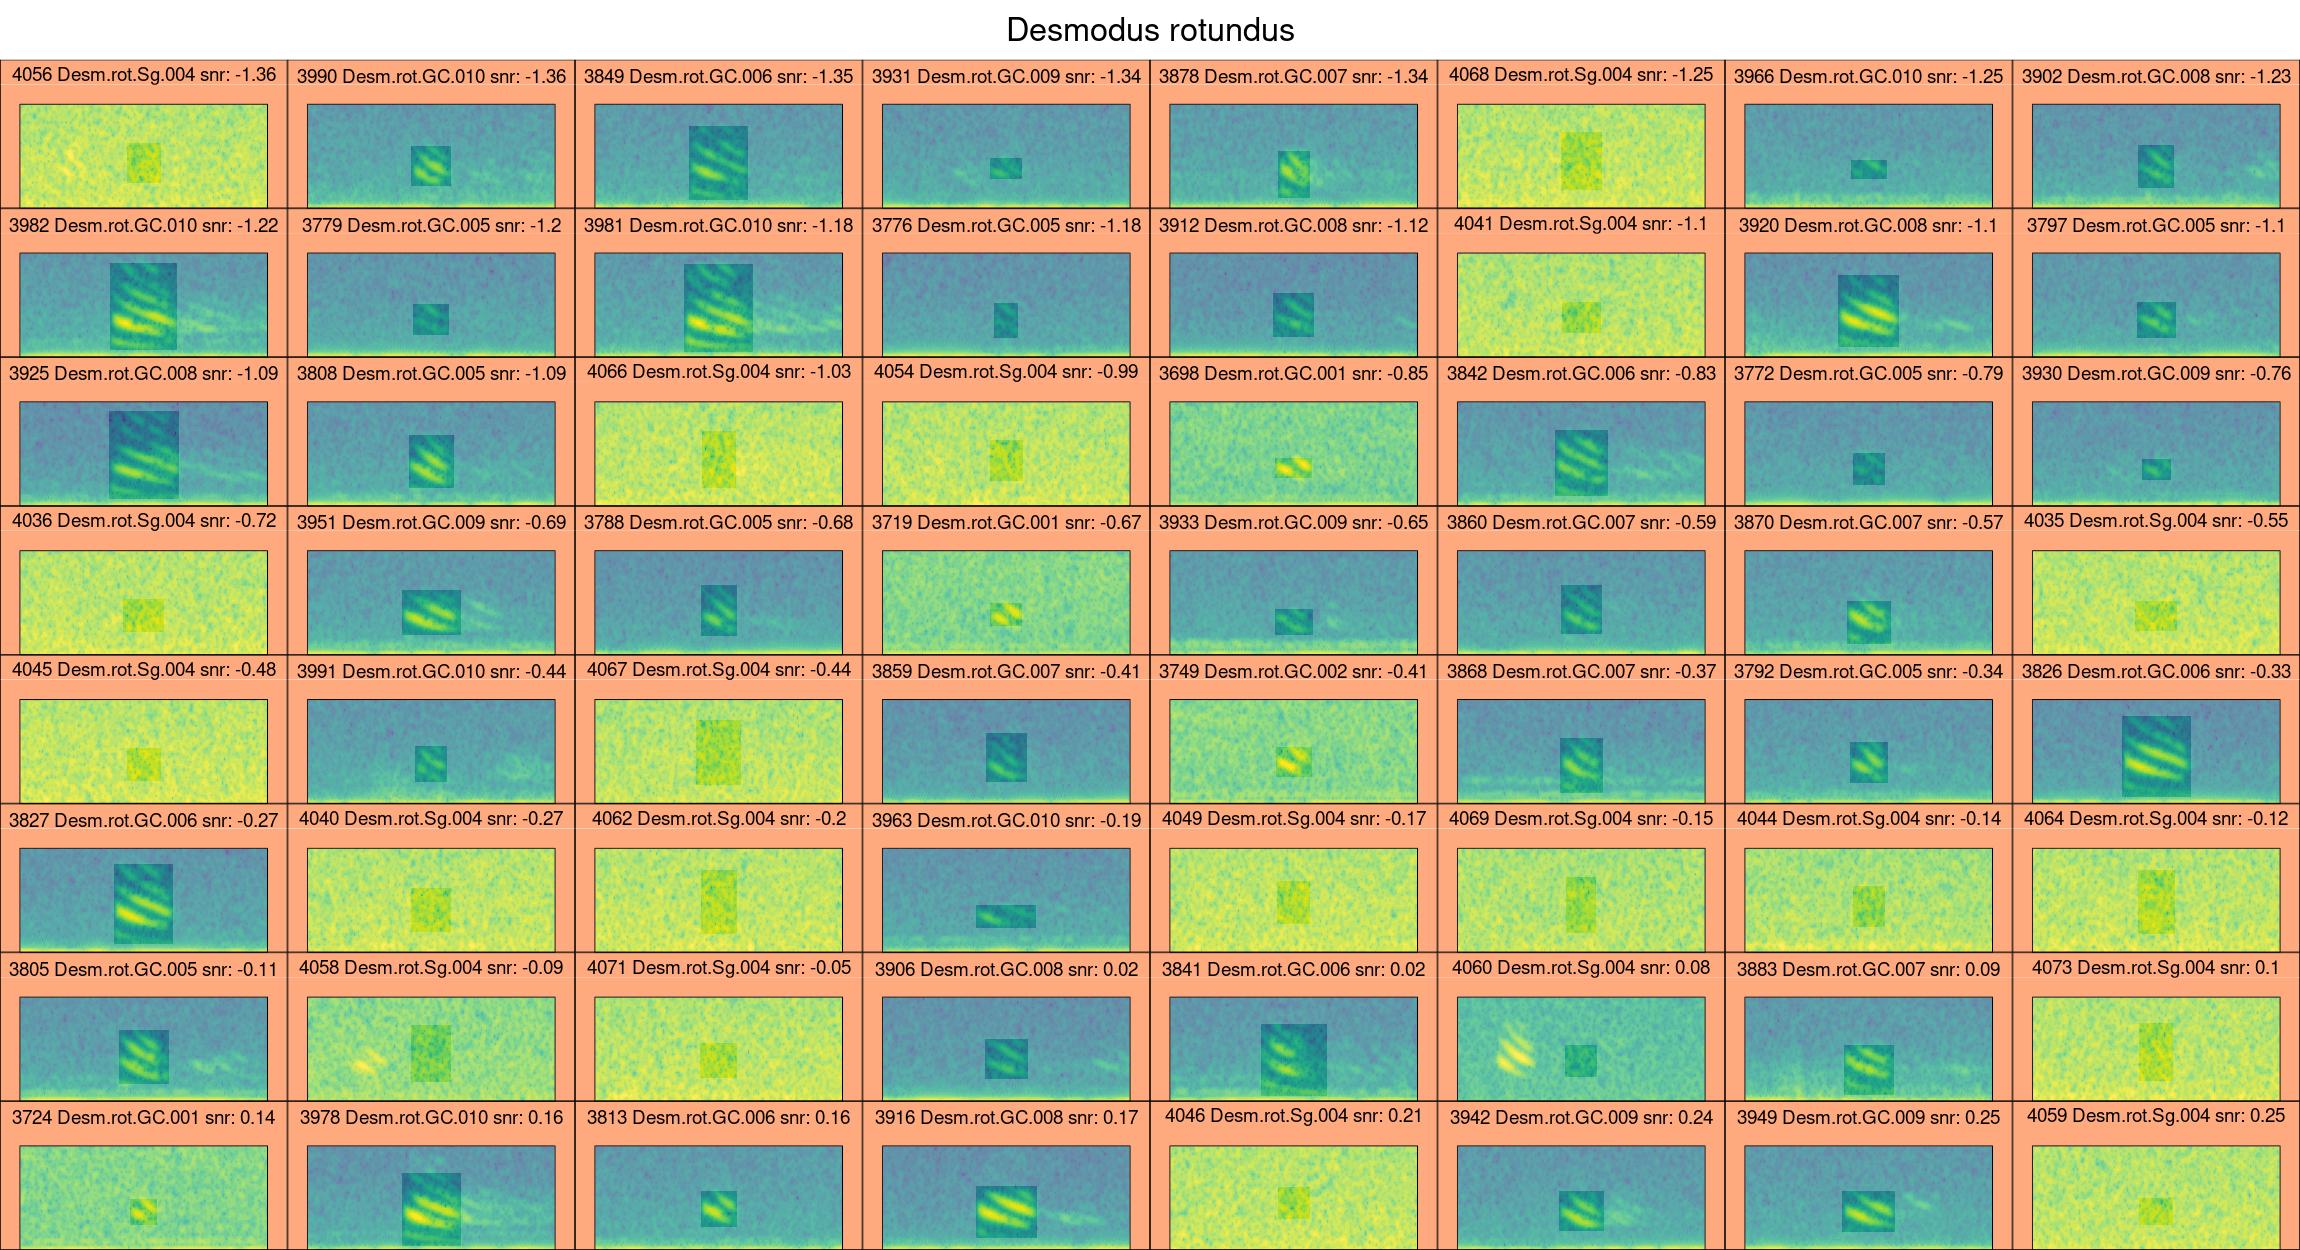 Desmodus rotundus
4056 Desm.rot.Sg.004 snr: -1.36
3990 Desm.rot.GC.010 snr: -1.36
3849 Desm.rot.GC.006 snr: -1.35
3931 Desm.rot.GC.009 snr: -1.34
3878 Desm.rot.GC.007 snr: -1.34
4068 Desm.rot.Sg.004 snr: -1.25
3966 Desm.rot.GC.010 snr: -1.25
3902 Desm.rot.GC.008 snr: -1.23
3982 Desm.rot.GC.010 snr: -1.22
3779 Desm.rot.GC.005 snr: -1.2
3981 Desm.rot.GC.010 snr: -1.18
3776 Desm.rot.GC.005 snr: -1.18
3912 Desm.rot.GC.008 snr: -1.12
4041 Desm.rot.Sg.004 snr: -1.1
3920 Desm.rot.GC.008 snr: -1.1
3797 Desm.rot.GC.005 snr: -1.1
3925 Desm.rot.GC.008 snr: -1.09
3808 Desm.rot.GC.005 snr: -1.09
4066 Desm.rot.Sg.004 snr: -1.03
4054 Desm.rot.Sg.004 snr: -0.99
3698 Desm.rot.GC.001 snr: -0.85
3842 Desm.rot.GC.006 snr: -0.83
3772 Desm.rot.GC.005 snr: -0.79
3930 Desm.rot.GC.009 snr: -0.76
4036 Desm.rot.Sg.004 snr: -0.72
3951 Desm.rot.GC.009 snr: -0.69
3788 Desm.rot.GC.005 snr: -0.68
3719 Desm.rot.GC.001 snr: -0.67
3933 Desm.rot.GC.009 snr: -0.65
3860 Desm.rot.GC.007 snr: -0.59
3870 Desm.rot.GC.007 snr: -0.57
4035 Desm.rot.Sg.004 snr: -0.55
4045 Desm.rot.Sg.004 snr: -0.48
3991 Desm.rot.GC.010 snr: -0.44
4067 Desm.rot.Sg.004 snr: -0.44
3859 Desm.rot.GC.007 snr: -0.41
3749 Desm.rot.GC.002 snr: -0.41
3868 Desm.rot.GC.007 snr: -0.37
3792 Desm.rot.GC.005 snr: -0.34
3826 Desm.rot.GC.006 snr: -0.33
3827 Desm.rot.GC.006 snr: -0.27
4040 Desm.rot.Sg.004 snr: -0.27
4062 Desm.rot.Sg.004 snr: -0.2
3963 Desm.rot.GC.010 snr: -0.19
4049 Desm.rot.Sg.004 snr: -0.17
4069 Desm.rot.Sg.004 snr: -0.15
4044 Desm.rot.Sg.004 snr: -0.14
4064 Desm.rot.Sg.004 snr: -0.12
3805 Desm.rot.GC.005 snr: -0.11
4058 Desm.rot.Sg.004 snr: -0.09
4071 Desm.rot.Sg.004 snr: -0.05
3906 Desm.rot.GC.008 snr: 0.02
3841 Desm.rot.GC.006 snr: 0.02
4060 Desm.rot.Sg.004 snr: 0.08
3883 Desm.rot.GC.007 snr: 0.09
4073 Desm.rot.Sg.004 snr: 0.1
3724 Desm.rot.GC.001 snr: 0.14
3978 Desm.rot.GC.010 snr: 0.16
3813 Desm.rot.GC.006 snr: 0.16
3916 Desm.rot.GC.008 snr: 0.17
4046 Desm.rot.Sg.004 snr: 0.21
3942 Desm.rot.GC.009 snr: 0.24
3949 Desm.rot.GC.009 snr: 0.25
4059 Desm.rot.Sg.004 snr: 0.25